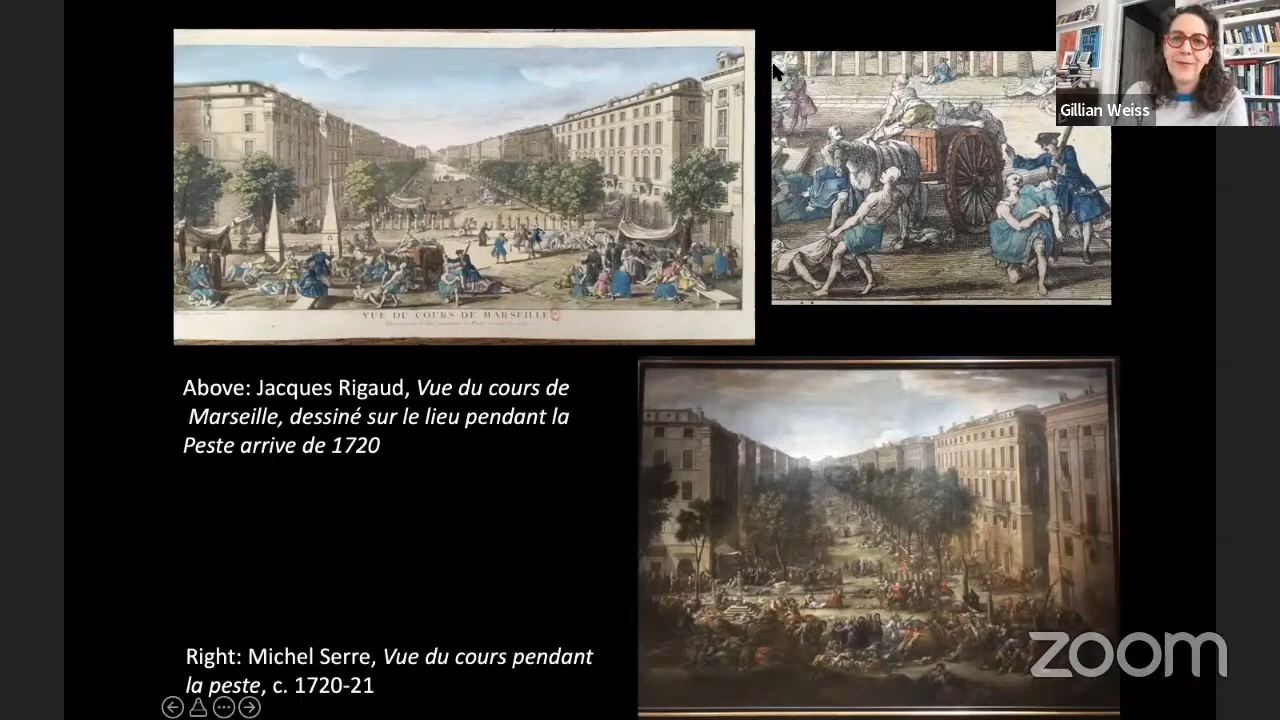 Gillian Weiss
VUE DU COURS DE MARSEILLE
Above: Jacques Rigaud, Vue du cours de
Marseille, dessiné sur le lieu pendant la
Peste arrive de 1720
Right: Michel Serre, Vue du cours pendant
la peste, c. 1720-21
zoom